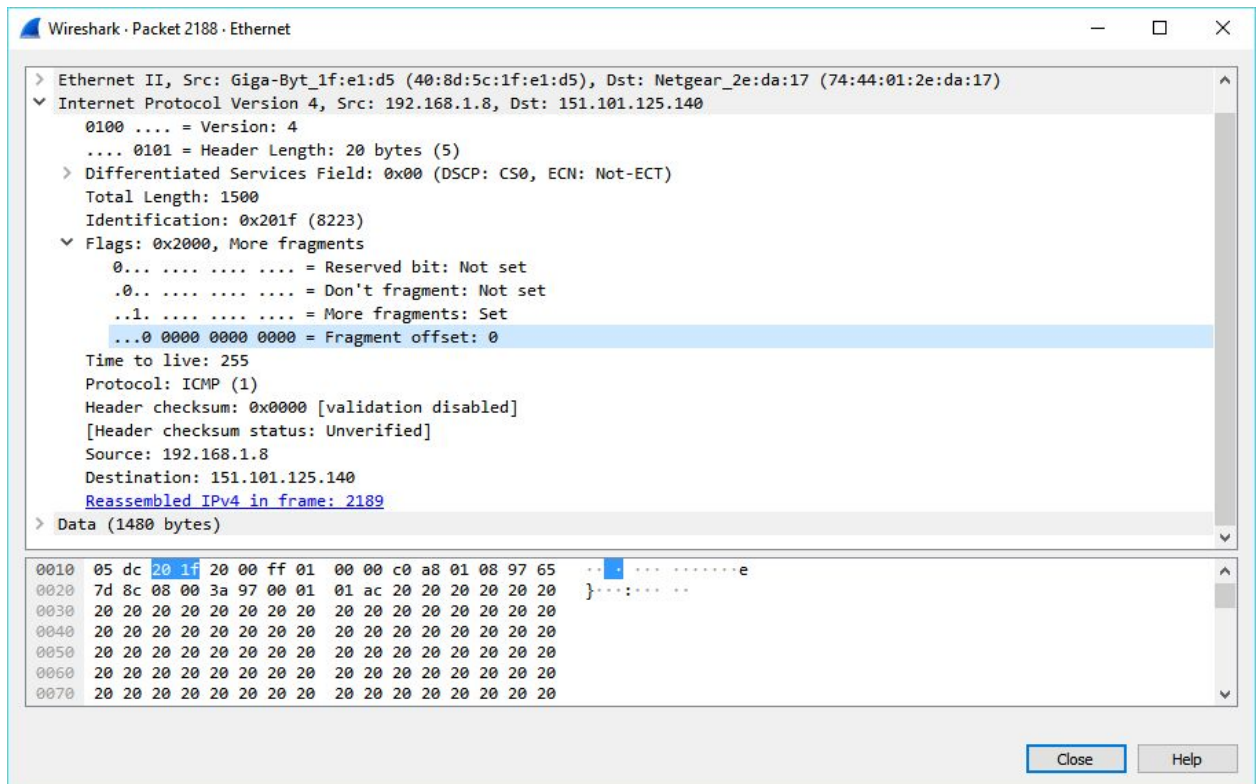 Wireshark · Packet 2188 · Ethernet
Ethernet II, Src: Giga-Byt_1f:e1:d5 (40:8d:5c:1f:e1:d5), Dst: Netgear_2e:da:17 (74:44:01:2e:da:17)
Internet Protocol Version 4, Src: 192.168.1.8, Dst: 151.101.125.140
0100 .... = Version: 4
.... 0101 = Header Length: 20 bytes (5)
Differentiated Services Field: 0x00 (DSCP: CS0, ECN: Not-ECT)
Total Length: 1500
Identification: 0x201f (8223)
Flags: 0x2000, More fragments
0... .... .... .... = Reserved bit: Not set
.0.. .... .... .... = Don't fragment: Not set
..1. .... .... .... = More fragments: Set
...0 0000 0000 0000 = Fragment offset: 0
Time to live: 255
Protocol: ICMP (1)
Header checksum: 0x0000 [validation disabled]
[Header checksum status: Unverified]
Source: 192.168.1.8
Destination: 151.101.125.140
Reassembled IPv4 in frame: 2189
Data (1480 bytes)
0010 05 dc 20 1f 20 00 ff 01 00 00 c0 a8 01 08 97 65 ·· · ··· ·······e
0020 7d 8c 08 00 3a 97 00 01 01 ac 20 20 20 20 20 20 }···:··· ··
0030 20 20 20 20 20 20 20 20 20 20 20 20 20 20 20 20
0040 20 20 20 20 20 20 20 20 20 20 20 20 20 20 20 20
0050 20 20 20 20 20 20 20 20 20 20 20 20 20 20 20 20
0060 20 20 20 20 20 20 20 20 20 20 20 20 20 20 20 20
0070 20 20 20 20 20 20 20 20 20 20 20 20 20 20 20 20
Close Help